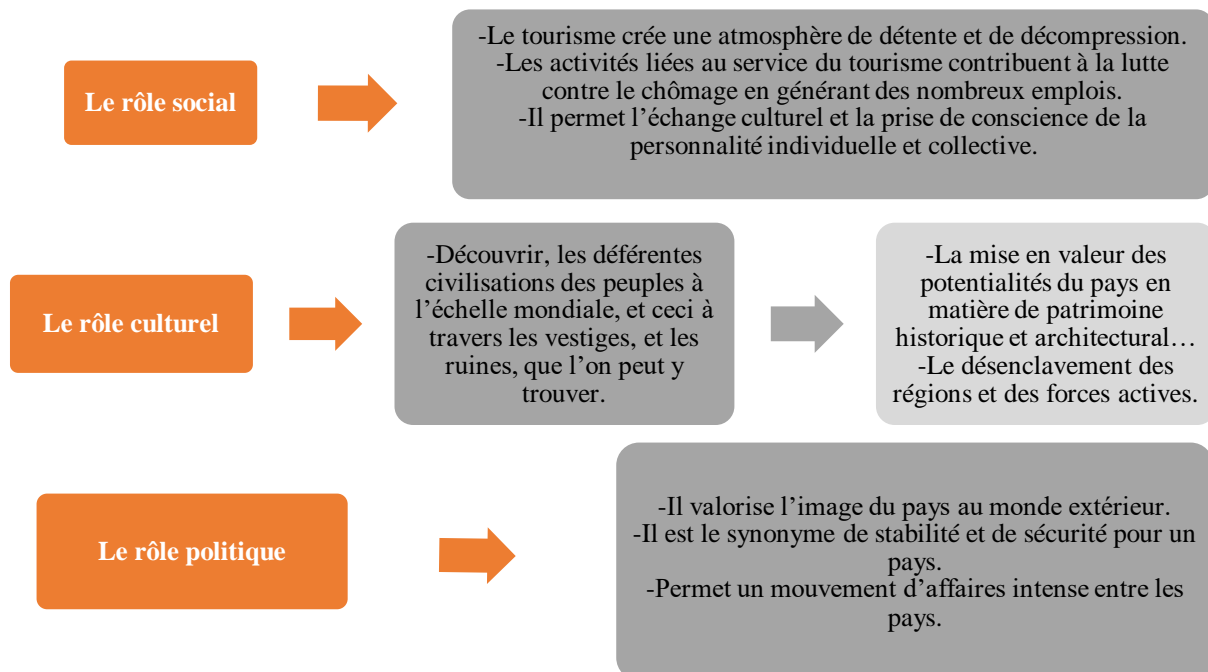 Le rôle social
-Le tourisme crée une atmosphère de détente et de décompression.
-Les activités liées au service du tourisme contribuent à la lutte
contre le chômage en générant des nombreux emplois.
-Il permet l’échange culturel et la prise de conscience de la
personnalité individuelle et collective.
Le rôle culturel
-Découvrir, les déférentes
civilisations des peuples à
l’échelle mondiale, et ceci à
travers les vestiges, et les
ruines, que l’on peut y
trouver.
-La mise en valeur des
potentialités du pays en
matière de patrimoine
historique et architectural…
-Le désenclavement des
régions et des forces actives.
Le rôle politique
-Il valorise l’image du pays au monde extérieur.
-Il est le synonyme de stabilité et de sécurité pour un
pays.
-Permet un mouvement d’affaires intense entre les
pays.